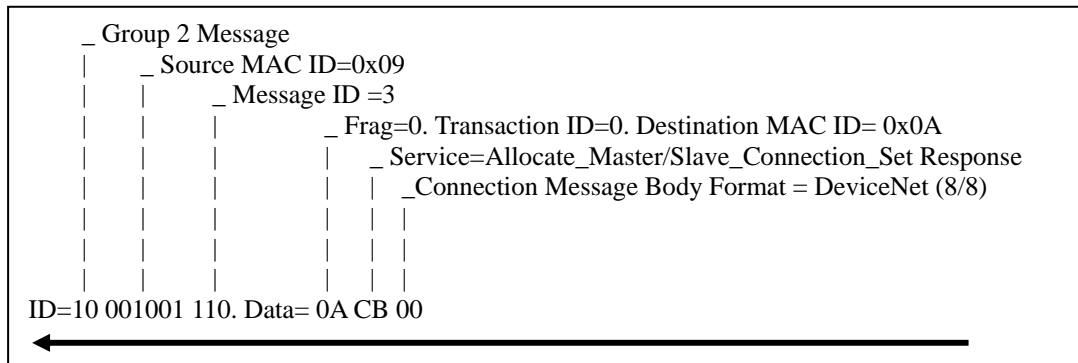 _ Group 2 Message
| _ Source MAC ID=0x09
| | _ Message ID =3
| | | _ Frag=0. Transaction ID=0. Destination MAC ID= 0x0A
| | | | _ Service=Allocate_Master/Slave_Connection_Set Response
| | | | | _Connection Message Body Format = DeviceNet (8/8)
| | | | | |
| | | | | |
| | | | | |
| | | | | |
ID=10 001001 110. Data= 0A CB 00